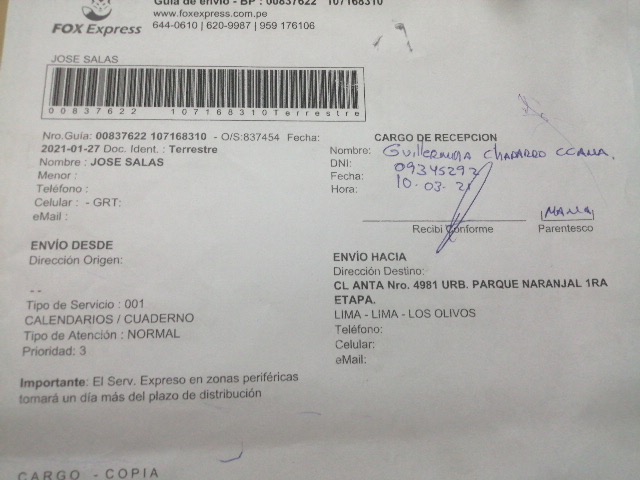 Guía de envío - BP : 00837622 107168310
www.foxexpress.com.pe
644-0610 | 620-9987 | 959 176106
FOX Express
JOSE SALAS
00837622 107168310Terrestre
Nro.Guía: 00837622 107168310 - O/S:837454 Fecha:
2021-01-27 Doc. Ident. : Terrestre
Nombre : JOSE SALAS
Menor :
Teléfono :
Celular : - GRT:
eMail :
ENVÍO DESDE
Dirección Origen:
--
Tipo de Servicio : 001
CALENDARIOS / CUADERNO
Tipo de Atención : NORMAL
Prioridad: 3
Importante: El Serv. Expreso en zonas periféricas
tomará un día más del plazo de distribución
CARGO - COPIA
CARGO DE RECEPCION
Nombre: Guillermina Chaparro CCAMA.
DNI: 09345292
Fecha: 10-03-21
Hora:
Recibi Conforme
MAMA
Parentesco
ENVÍO HACIA
Dirección Destino:
CL ANTA Nro. 4981 URB. PARQUE NARANJAL 1RA
ETAPA.
LIMA - LIMA - LOS OLIVOS
Teléfono:
Celular:
eMail: